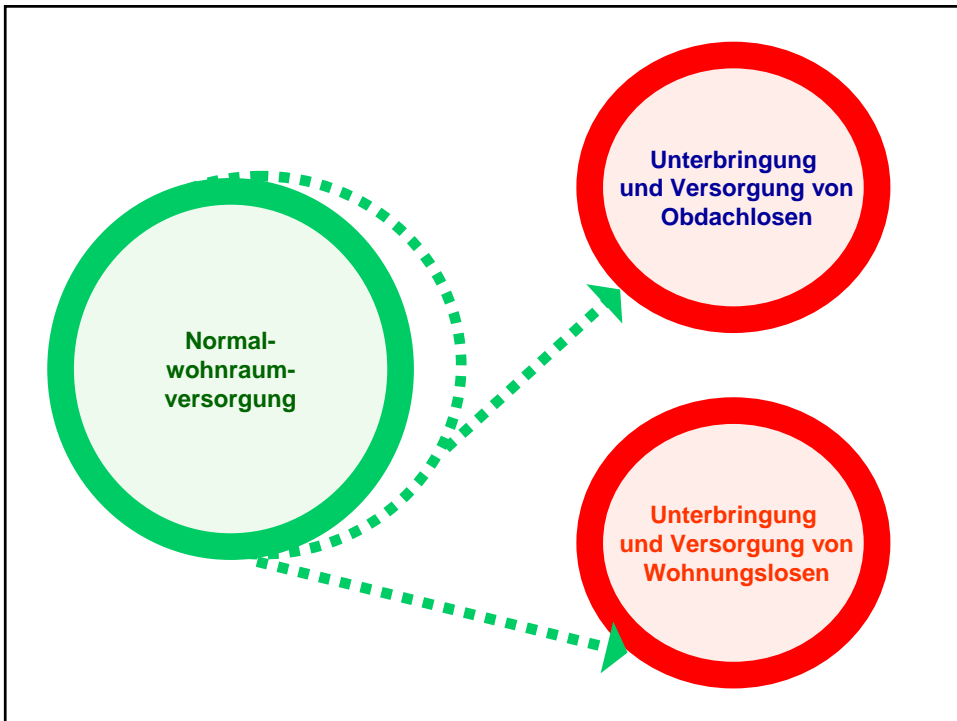 Normal-
wohnraum-
versorgung
Unterbringung
und Versorgung von
Obdachlosen
Unterbringung
und Versorgung von
Wohnungslosen